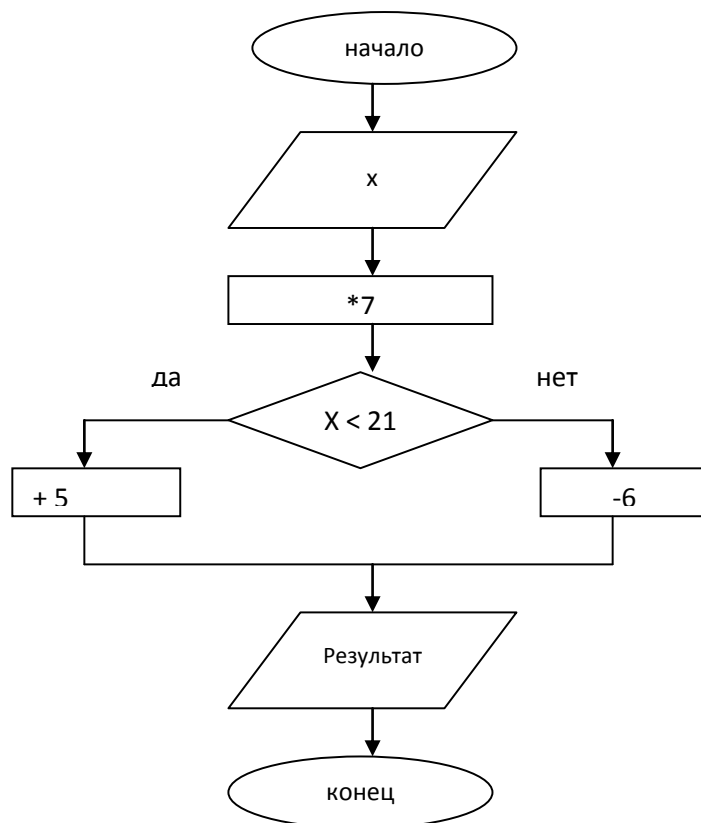 начало
x
*7
да
нет
X < 21
+ 5
-6
Результат
конец